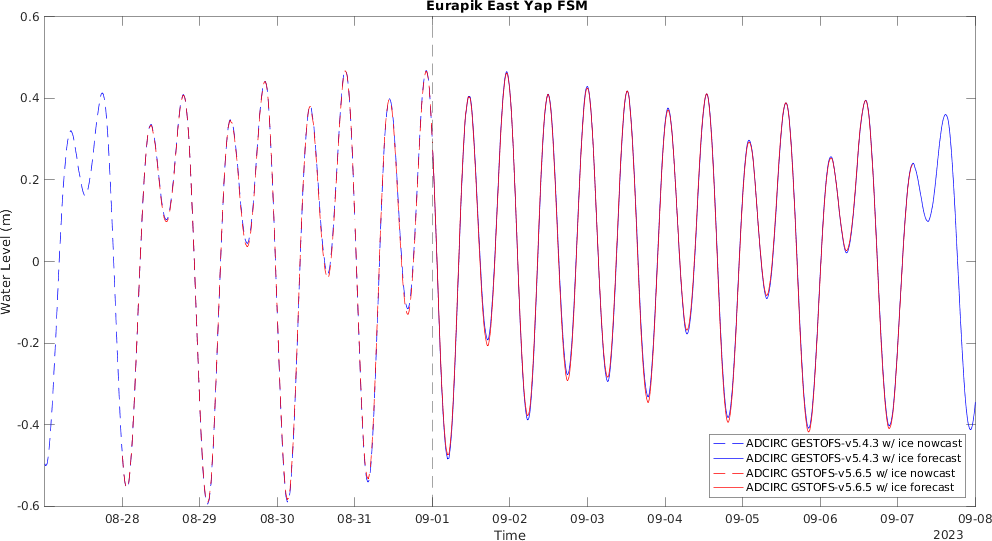 Eurapik East Yap FSM
0.6
0.4
0.2
0
-0.2
-0.4
-0.6
Water Level (m)
ADCIRC GESTOFS-v5.4.3 w/ ice nowcast
ADCIRC GESTOFS-v5.4.3 w/ ice forecast
ADCIRC GSTOFS-v5.6.5 w/ ice nowcast
ADCIRC GSTOFS-v5.6.5 w/ ice forecast
08-28 08-29 08-30 08-31 09-01 09-02 09-03 09-04 09-05 09-06 09-07 09-08
Time
2023